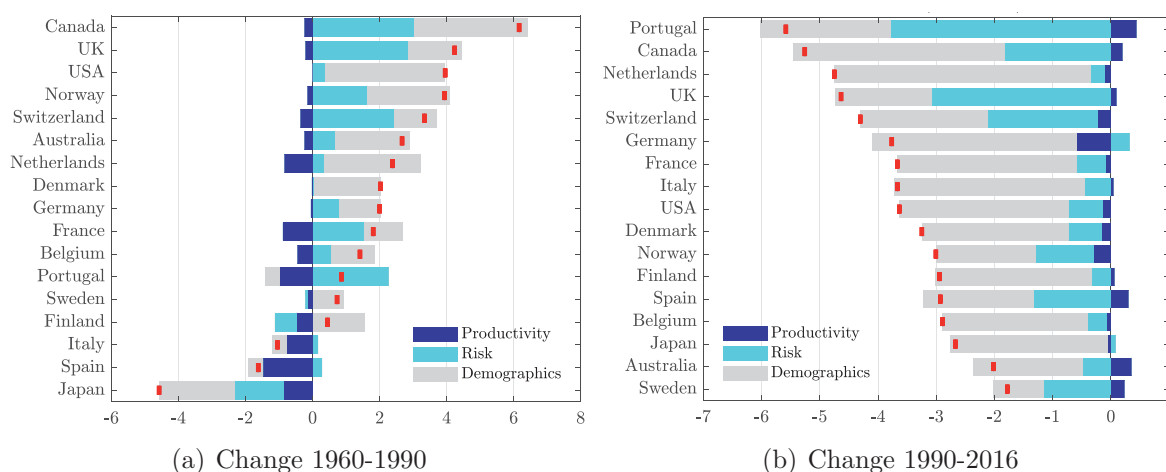 Canada
UK
USA
Norway
Switzerland
Australia
Netherlands
Denmark
Germany
France
Belgium
Portugal
Sweden
Finland
Italy
Spain
Japan
Productivity
Risk
Demographics
-6 -4 -2 0 2 4 6 8
(a) Change 1960-1990
Portugal
Canada
Netherlands
UK
Switzerland
Germany
France
Italy
USA
Denmark
Norway
Finland
Spain
Belgium
Japan
Australia
Sweden
Productivity
Risk
Demographics
-7 -6 -5 -4 -3 -2 -1 0
(b) Change 1990-2016